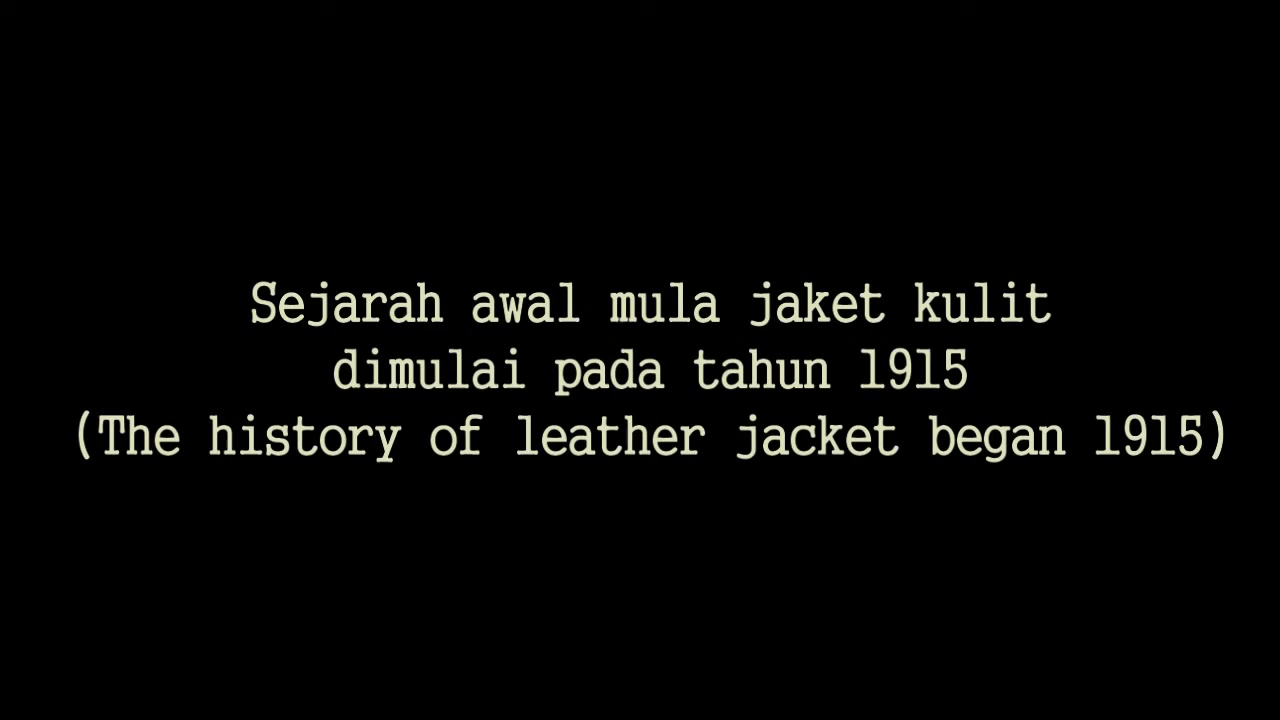 Sejarah awal mula jaket kulit
dimulai pada tahun 1915
(The history of leather jacket began 1915)